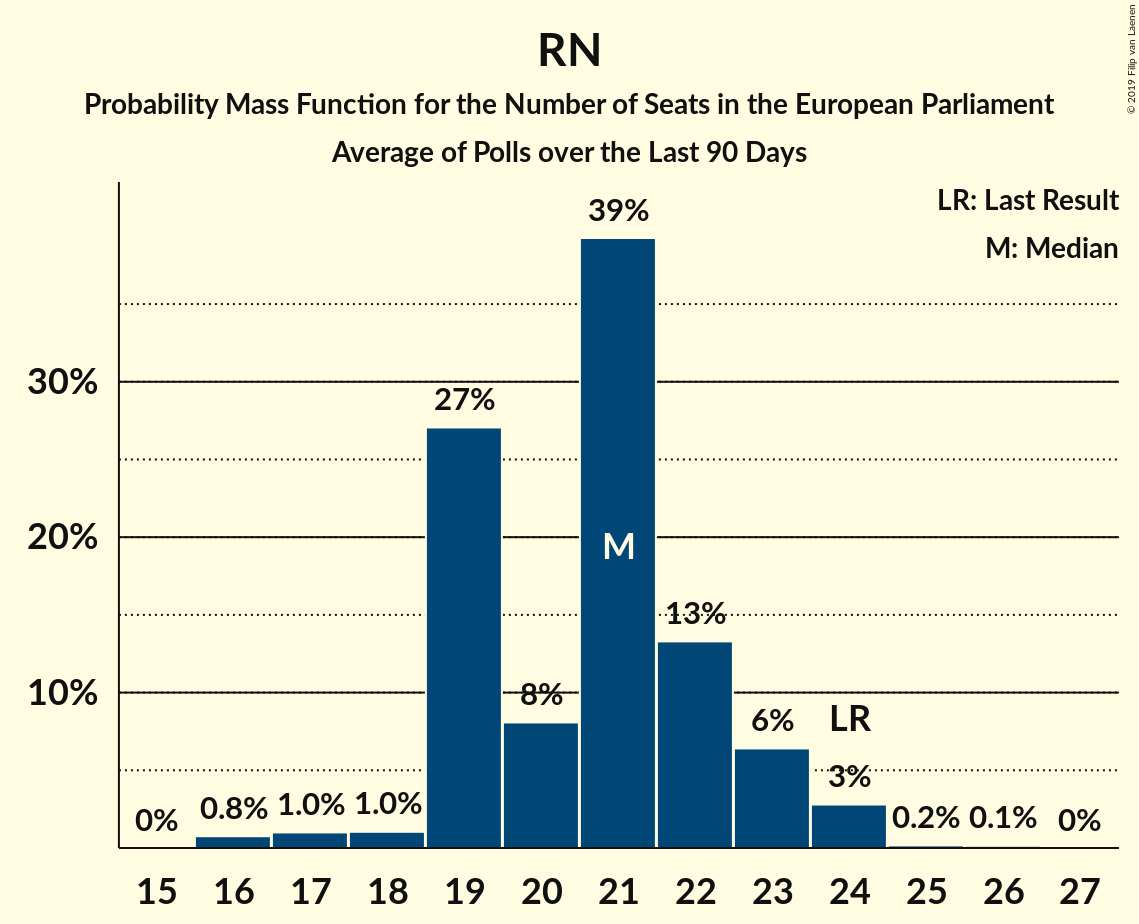 RN
Probability Mass Function for the Number of Seats in the European Parliament
Average of Polls over the Last 90 Days
© 2019 Filip van Laenen
LR: Last Result
M: Median
39%
30%
27%
20%
M
13%
10%
8%
6%
LR
3%
0%
0.8%
1.0%
1.0%
0.2%
0.1%
0%
15 16 17 18 19 20 21 22 23 24 25 26 27